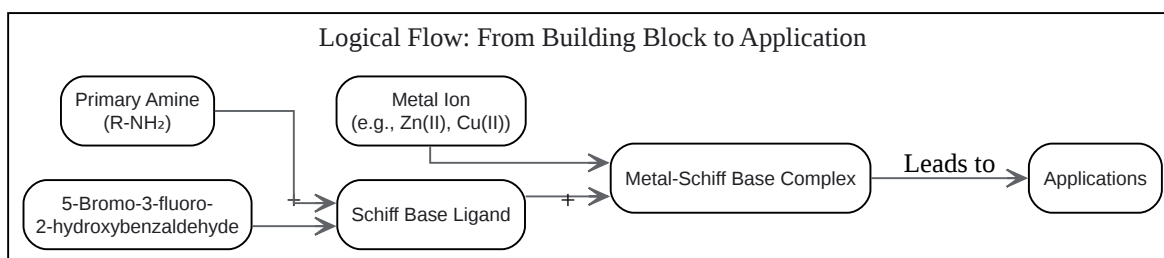 Logical Flow: From Building Block to Application
Primary Amine
(R-NH₂)
Metal Ion
(e.g., Zn(II), Cu(II))
5-Bromo-3-fluoro-
2-hydroxybenzaldehyde
+
Schiff Base Ligand
+
Metal-Schiff Base Complex
Leads to
Applications